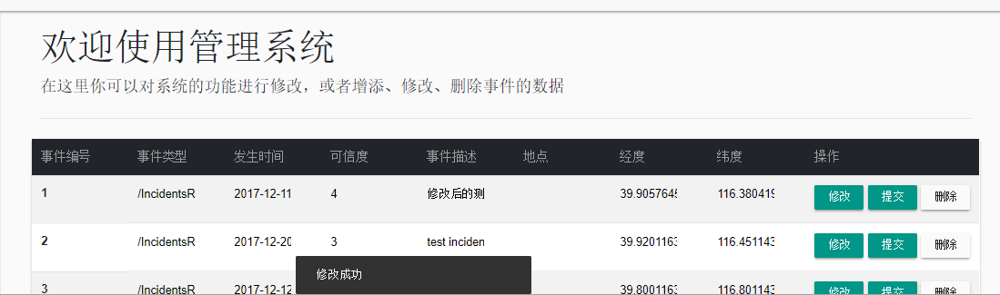 欢迎使用管理系统
在这里你可以对系统的功能进行修改，或者增添、修改、删除事件的数据
事件编号 事件类型 发生时间 可信度 事件描述 地点 经度 纬度 操作
1 /IncidentsR 2017-12-11 4 修改后的测 39.9057645 116.380419 修改 提交 删除
2 /IncidentsR 2017-12-20 3 test inciden 39.9201163 116.451143 修改 提交 删除
修改成功
3 /IncidentsR 2017-12-12 39.8001163 116.801143 修改 提交 删除